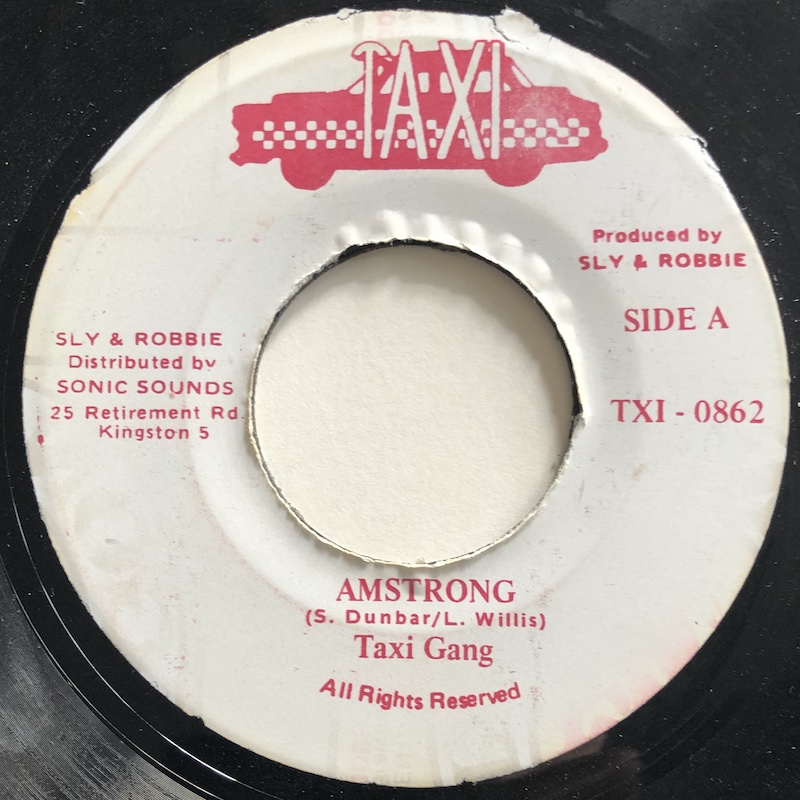 TAXI
Produced by
SLY & ROBBIE
SIDE A
TXI - 0862
SLY & ROBBIE
Distributed by
SONIC SOUNDS
25 Retirement Rd.
Kingston 5
AMSTRONG
(S. Dunbar/L. Willis)
Taxi Gang
All Rights Reserved